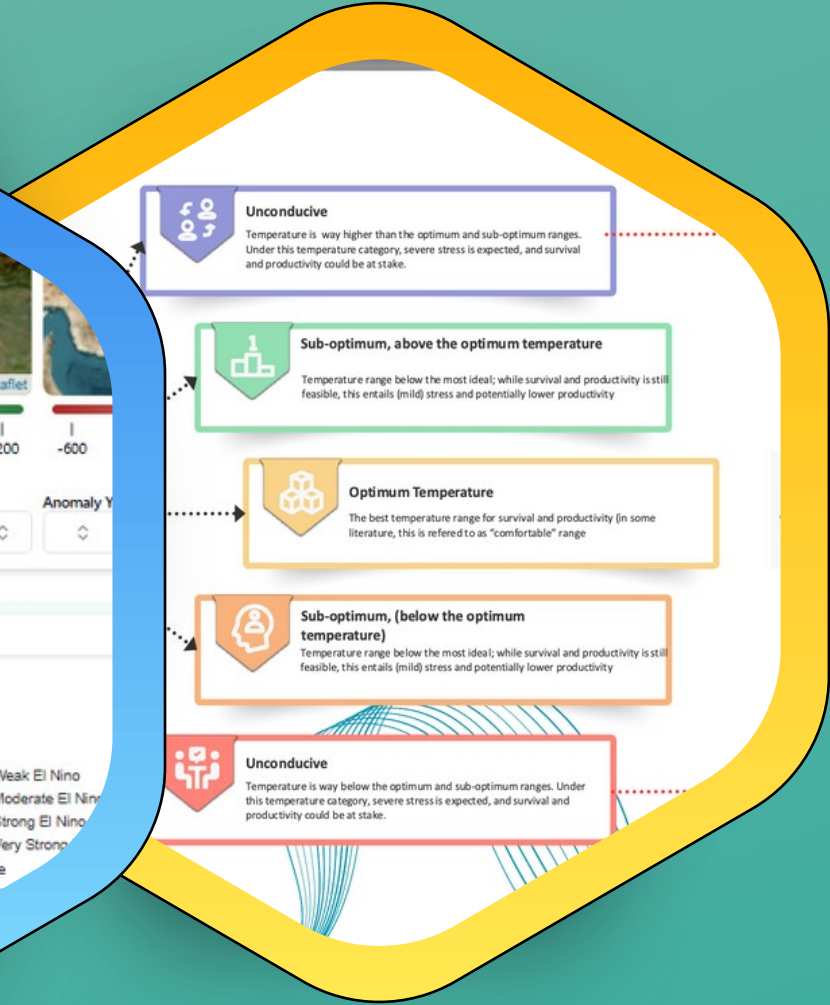 Unconducive
Temperature is way higher than the optimum and sub-optimum ranges.
Under this temperature category, severe stress is expected, and survival
and productivity could be at stake.
1
Sub-optimum, above the optimum temperature
Temperature range below the most ideal; while survival and productivity is still
feasible, this entails (mild) stress and potentially lower productivity
-600
Anomaly
Optimum Temperature
The best temperature range for survival and productivity (in some
literature, this is refered to as “comfortable” range
Sub-optimum, (below the optimum
temperature)
Temperature range below the most ideal; while survival and productivity is still
feasible, this entails (mild) stress and potentially lower productivity
Unconducive
Temperature is way below the optimum and sub-optimum ranges. Under
this temperature category, severe stress is expected, and survival and
productivity could be at stake.
El Nino
El
El Nino
Strong